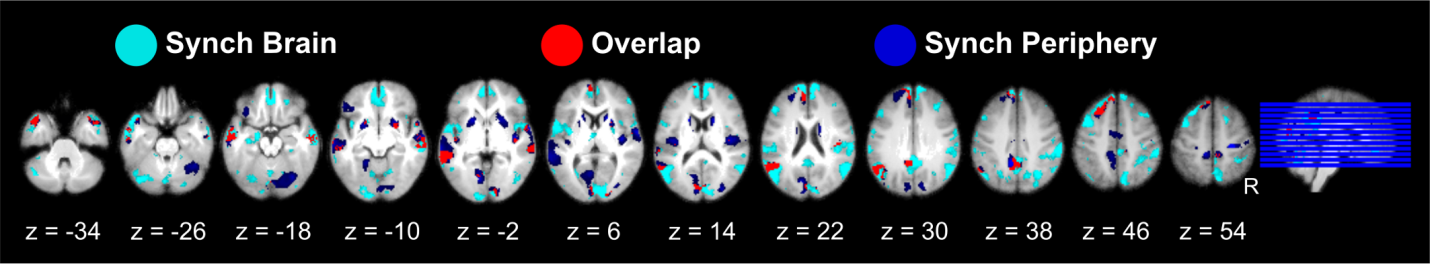 Synch Brain Overlap Synch Periphery
R
z = -34 z = -26 z = -18 z = -10 z = -2 z = 6 z = 14 z = 22 z = 30 z = 38 z = 46 z = 54